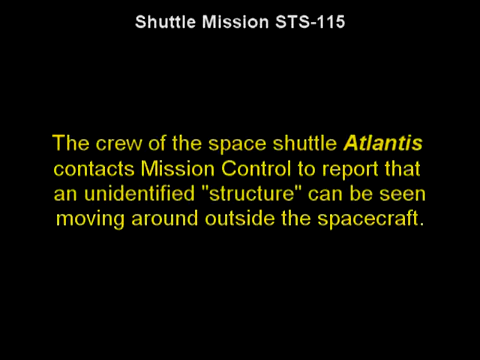 Shuttle Mission STS-115
The crew of the space shuttle Atlantis
contacts Mission Control to report that
an unidentified "structure" can be seen
moving around outside the spacecraft.